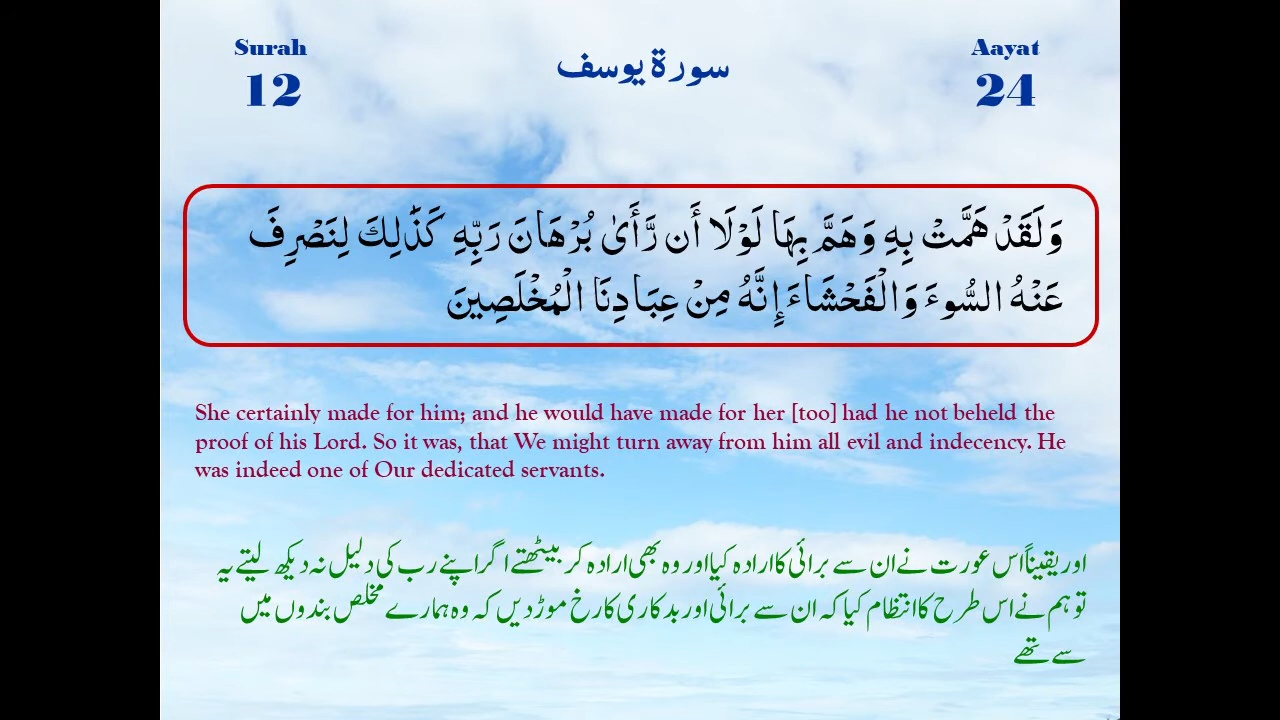 Surah
12
سورة يوسف
Aayat
24
وَلَقَدْ هَمَّتْ بِهِ وَهَمَّ بِهَا لَوْلَا أَن رَّأَىٰ بُرْهَانَ رَبِّهِ كَذَٰلِكَ لِنَصْرِفَ
عَنْهُ السُّوءَ وَالْفَحْشَاءَ إِنَّهُ مِنْ عِبَادِنَا الْمُخْلَصِينَ
She certainly made for him; and he would have made for her [too] had he not beheld the
proof of his Lord. So it was, that We might turn away from him all evil and indecency. He
was indeed one of Our dedicated servants.
اور یقیناً اس عورت نے ان سے برائی کا ارادہ کیا اور وہ بھی ارادہ کر بیٹھتے اگر اپنے رب کی دلیل نہ دیکھ لیتے یہ
تو ہم نے اس طرح کا انتظام کیا کہ ان سے برائی اور بدکاری کا رخ موڑ دیں کہ وہ ہمارے مخلص بندوں میں
سے تھے